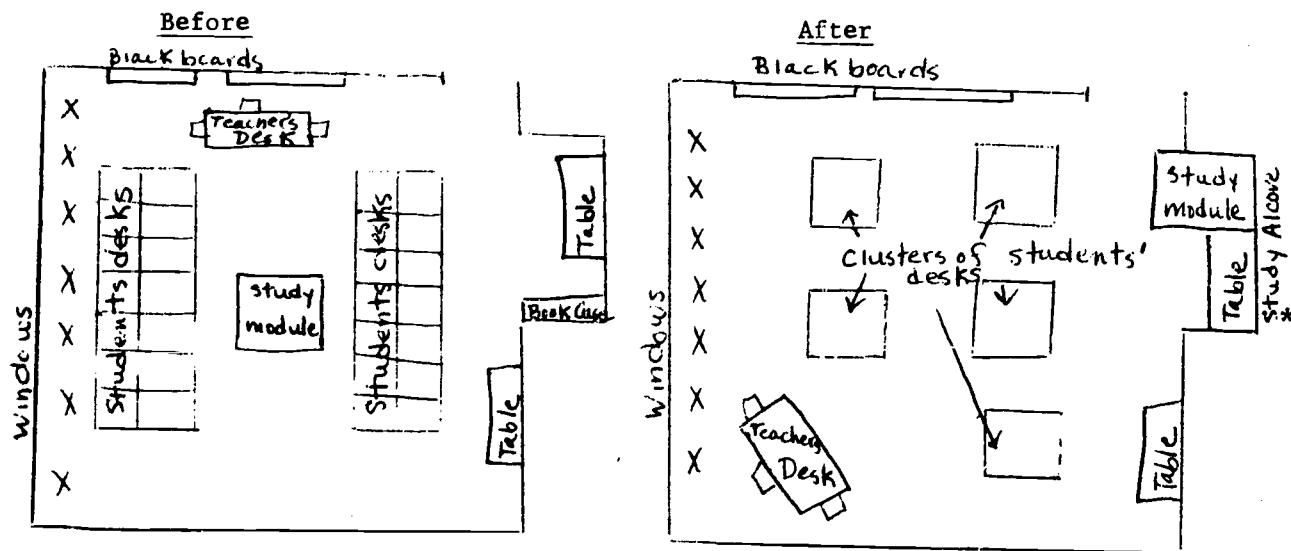 Before
Blackboards
X
Teachers
Desk
X
X
X
X
X
X
Windows
Students desks
study
module
Students desks
Table
Book Case
Table
After
Blackboards
X
X
X
X
X
X
X
Windows
Clusters of students'
desks
Study
module
Table
Study Alcove
*
Teachers
Desk
Table